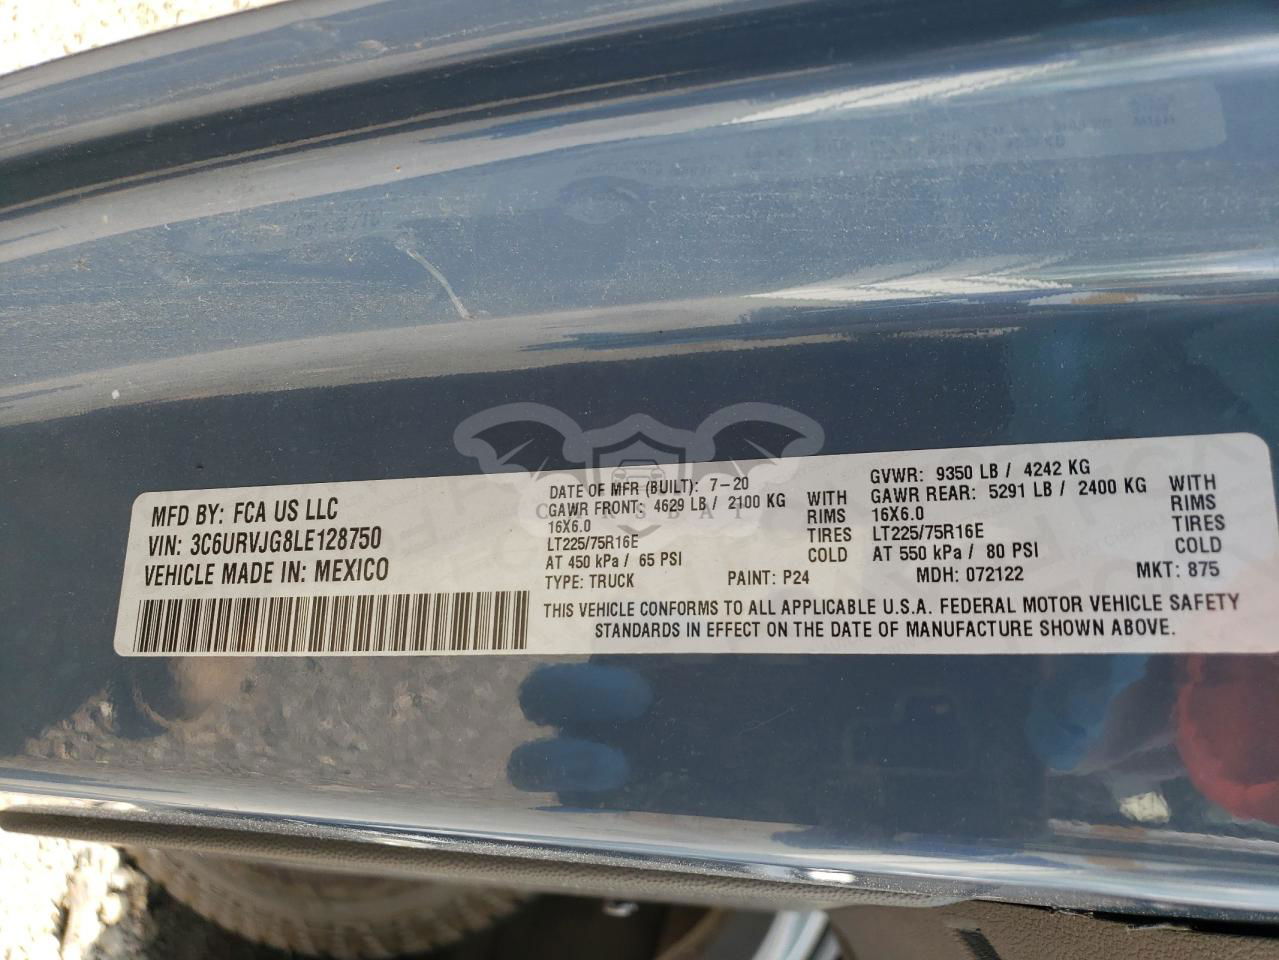 MFD BY: FCA US LLC
VIN: 3C6URVJG8LE128750
VEHICLE MADE IN: MEXICO
DATE OF MFR (BUILT): 7-20
GAWR FRONT: 4629 LB / 2100 KG WITH
16X6.0 RIMS
LT225/75R16E TIRES
AT 450 kPa / 65 PSI COLD
GVWR: 9350 LB / 4242 KG
GAWR REAR: 5291 LB / 2400 KG WITH
16X6.0 RIMS
LT225/75R16E TIRES
AT 550 kPa / 80 PSI COLD
TYPE: TRUCK PAINT: P24 MDH: 072122 MKT: 875
THIS VEHICLE CONFORMS TO ALL APPLICABLE U.S.A. FEDERAL MOTOR VEHICLE SAFETY
STANDARDS IN EFFECT ON THE DATE OF MANUFACTURE SHOWN ABOVE.